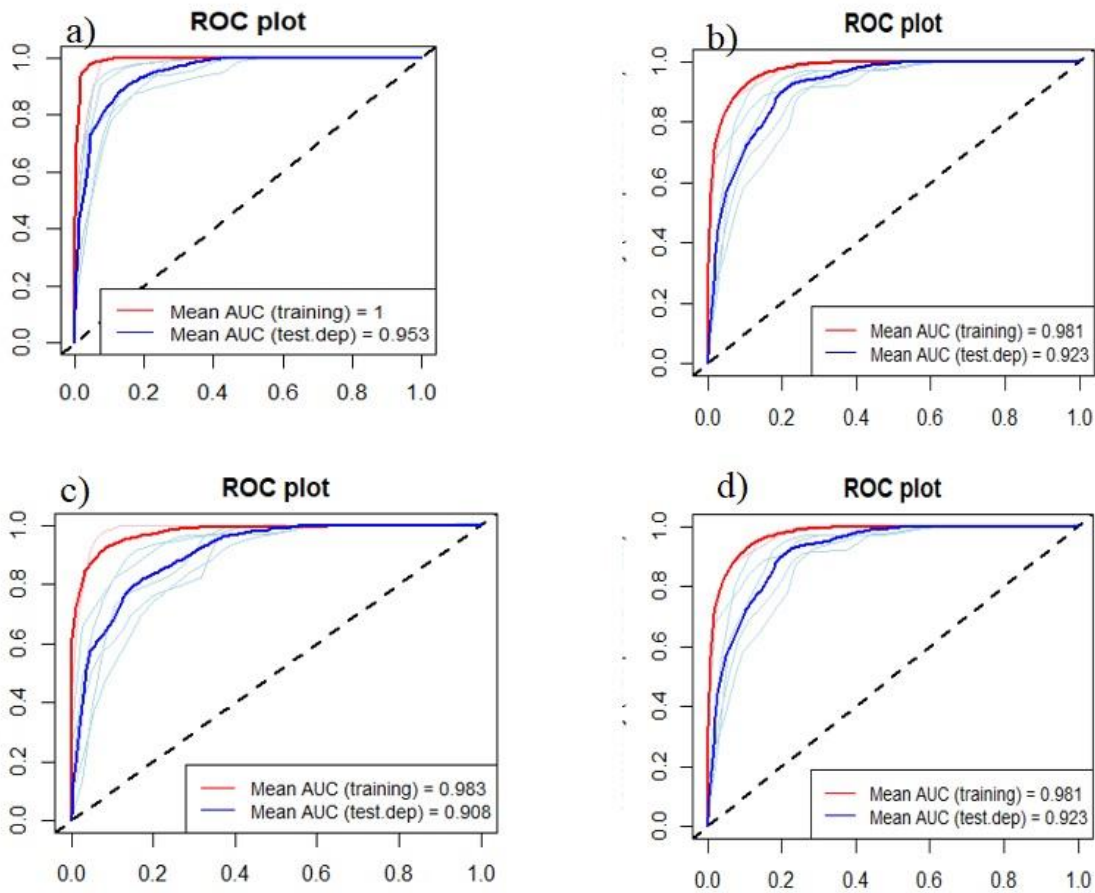 a)
ROC plot
1.0
0.8
0.6
0.4
0.2
0.0
Mean AUC (training) = 1
Mean AUC (test.dep) = 0.953
0.0 0.2 0.4 0.6 0.8 1.0
b)
ROC plot
1.0
0.8
0.6
0.4
0.2
0.0
Mean AUC (training) = 0.981
Mean AUC (test.dep) = 0.923
0.0 0.2 0.4 0.6 0.8 1.0
c)
ROC plot
1.0
0.8
0.6
0.4
0.2
0.0
Mean AUC (training) = 0.983
Mean AUC (test.dep) = 0.908
0.0 0.2 0.4 0.6 0.8 1.0
d)
ROC plot
1.0
0.8
0.6
0.4
0.2
0.0
Mean AUC (training) = 0.981
Mean AUC (test.dep) = 0.923
0.0 0.2 0.4 0.6 0.8 1.0